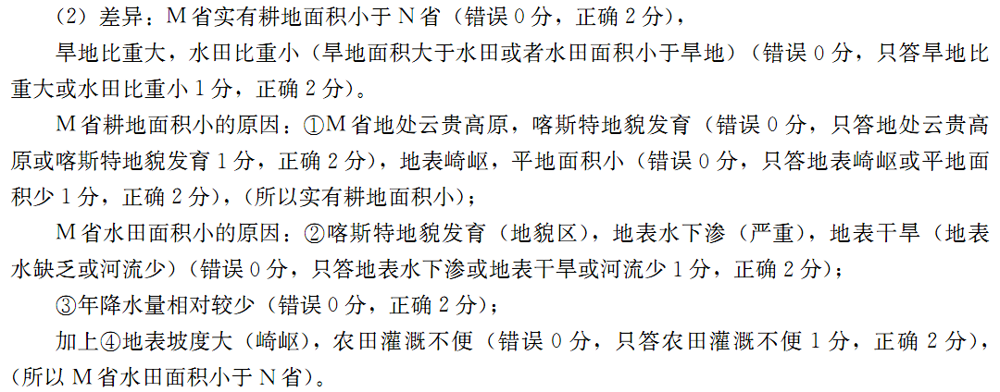 （2）差异：M省实有耕地面积小于N省（错误0分，正确2分），
旱地比重大，水田比重小（旱地面积大于水田或者水田面积小于旱地）（错误0分，只答旱地比
重大或水田比重小1分，正确2分）。
M省耕地面积小的原因：①M省地处云贵高原，喀斯特地貌发育（错误0分，只答地处云贵高
原或喀斯特地貌发育1分，正确2分），地表崎岖，平地面积小（错误0分，只答地表崎岖或平地面
积少1分，正确2分），（所以实有耕地面积小）；
M省水田面积小的原因：②喀斯特地貌发育（地貌区），地表水下渗（严重），地表干旱（地表
水缺乏或河流少）（错误0分，只答地表水下渗或地表干旱或河流少1分，正确2分）；
③年降水量相对较少（错误0分，正确2分）；
加上④地表坡度大（崎岖），农田灌溉不便（错误0分，只答农田灌溉不便1分，正确2分），
（所以M省水田面积小于N省）。